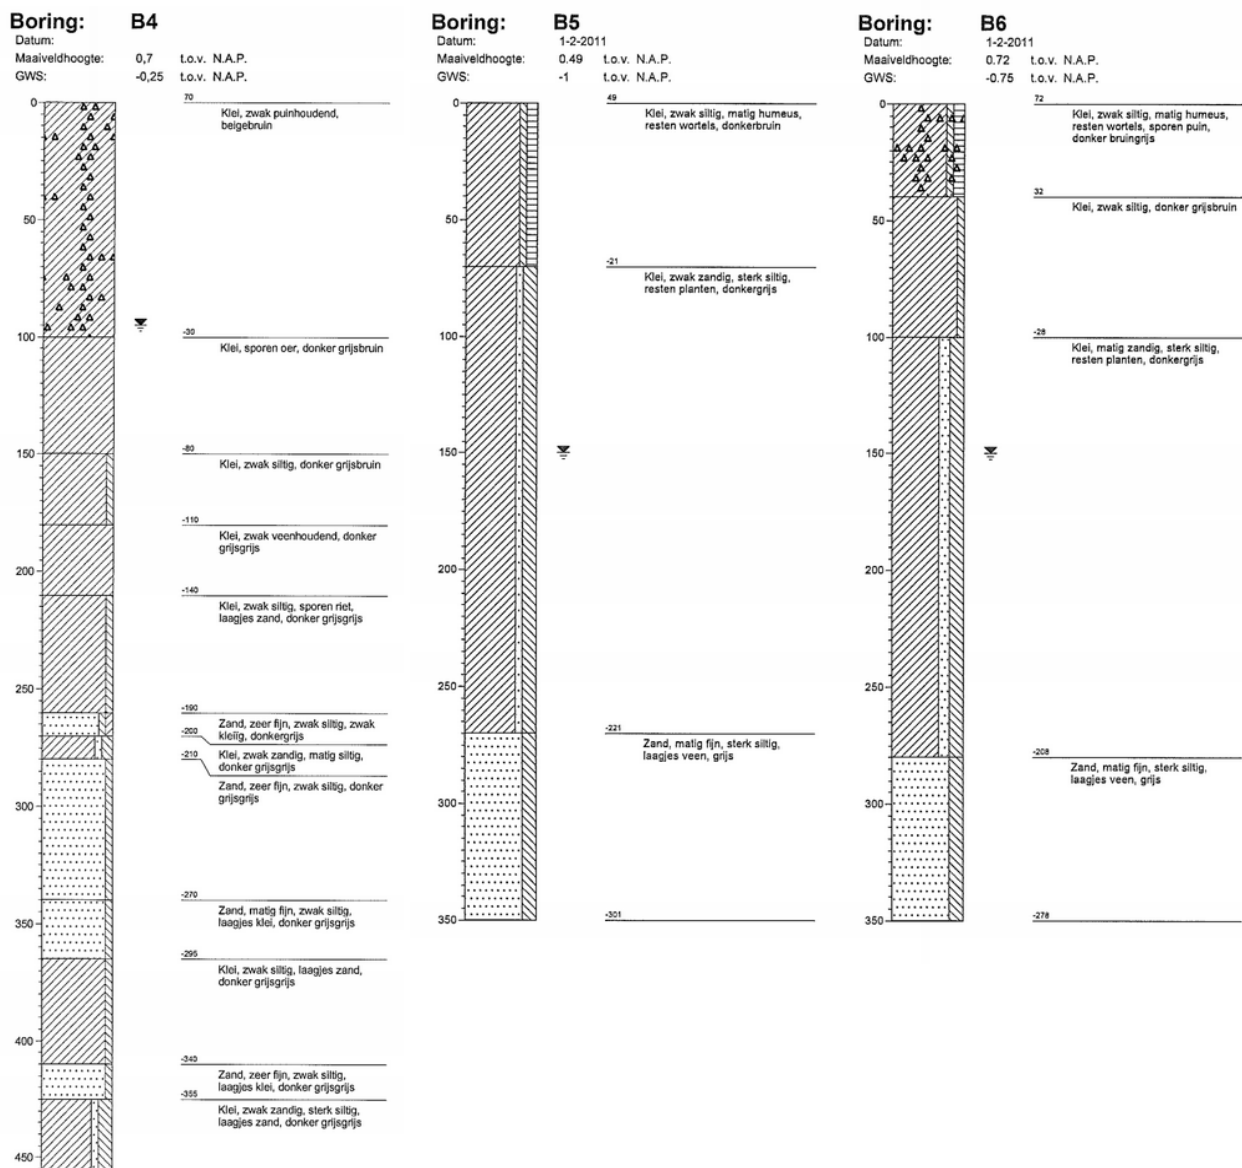 Boring: B4
Datum:
Maaiveldhoogte: 0,7 t.o.v. N.A.P.
GWS: -0,25 t.o.v. N.A.P.
0
50
100
150
200
250
300
350
400
450
70
Klei, zwak puinhoudend,
beigebruin
-30
Klei, sporen oer, donker grijsbruin
-80
Klei, zwak siltig, donker grijsbruin
-110
Klei, zwak veenhoudend, donker
grijsgrijs
-140
Klei, zwak siltig, sporen riet,
laagjes zand, donker grijsgrijs
-190
Zand, zeer fijn, zwak siltig, zwak
kleiïg, donkergrijs
-200
Klei, zwak zandig, matig siltig,
donker grijsgrijs
-210
Zand, zeer fijn, zwak siltig, donker
grijsgrijs
-270
Zand, matig fijn, zwak siltig,
laagjes klei, donker grijsgrijs
-295
Klei, zwak siltig, laagjes zand,
donker grijsgrijs
-340
Zand, zeer fijn, zwak siltig,
laagjes klei, donker grijsgrijs
-355
Klei, zwak zandig, sterk siltig,
laagjes zand, donker grijsgrijs
Boring: B5
Datum: 1-2-2011
Maaiveldhoogte: 0.49 t.o.v. N.A.P.
GWS: -1 t.o.v. N.A.P.
0
50
100
150
200
250
300
350
49
Klei, zwak siltig, matig humeus,
resten wortels, donkerbruin
-21
Klei, zwak zandig, sterk siltig,
resten planten, donkergrijs
-221
Zand, matig fijn, sterk siltig,
laagjes veen, grijs
-301
Boring: B6
Datum: 1-2-2011
Maaiveldhoogte: 0.72 t.o.v. N.A.P.
GWS: -0.75 t.o.v. N.A.P.
0
50
100
150
200
250
300
350
72
Klei, zwak siltig, matig humeus,
resten wortels, sporen puin,
donker bruingrijs
32
Klei, zwak siltig, donker grijsbruin
-28
Klei, matig zandig, sterk siltig,
resten planten, donkergrijs
-208
Zand, matig fijn, sterk siltig,
laagjes veen, grijs
-278